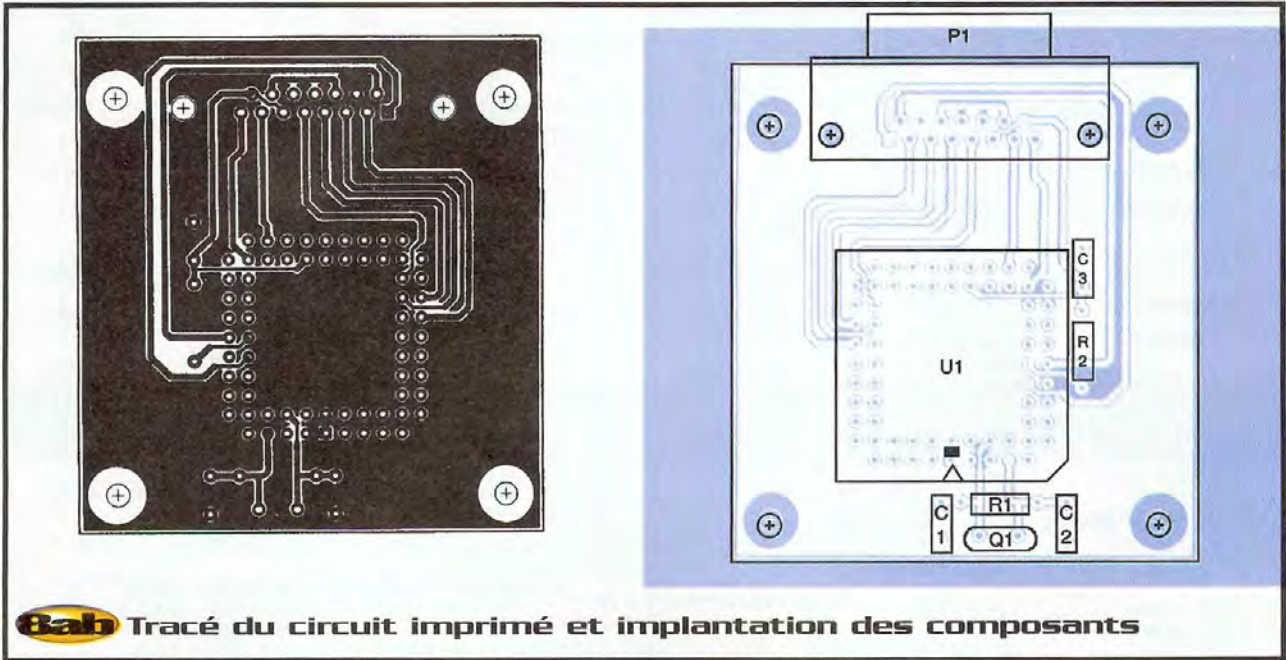 P1
C
3
R
2
U1
R1
C
1
Q1
C
2
8ab Tracé du circuit imprimé et implantation des composants